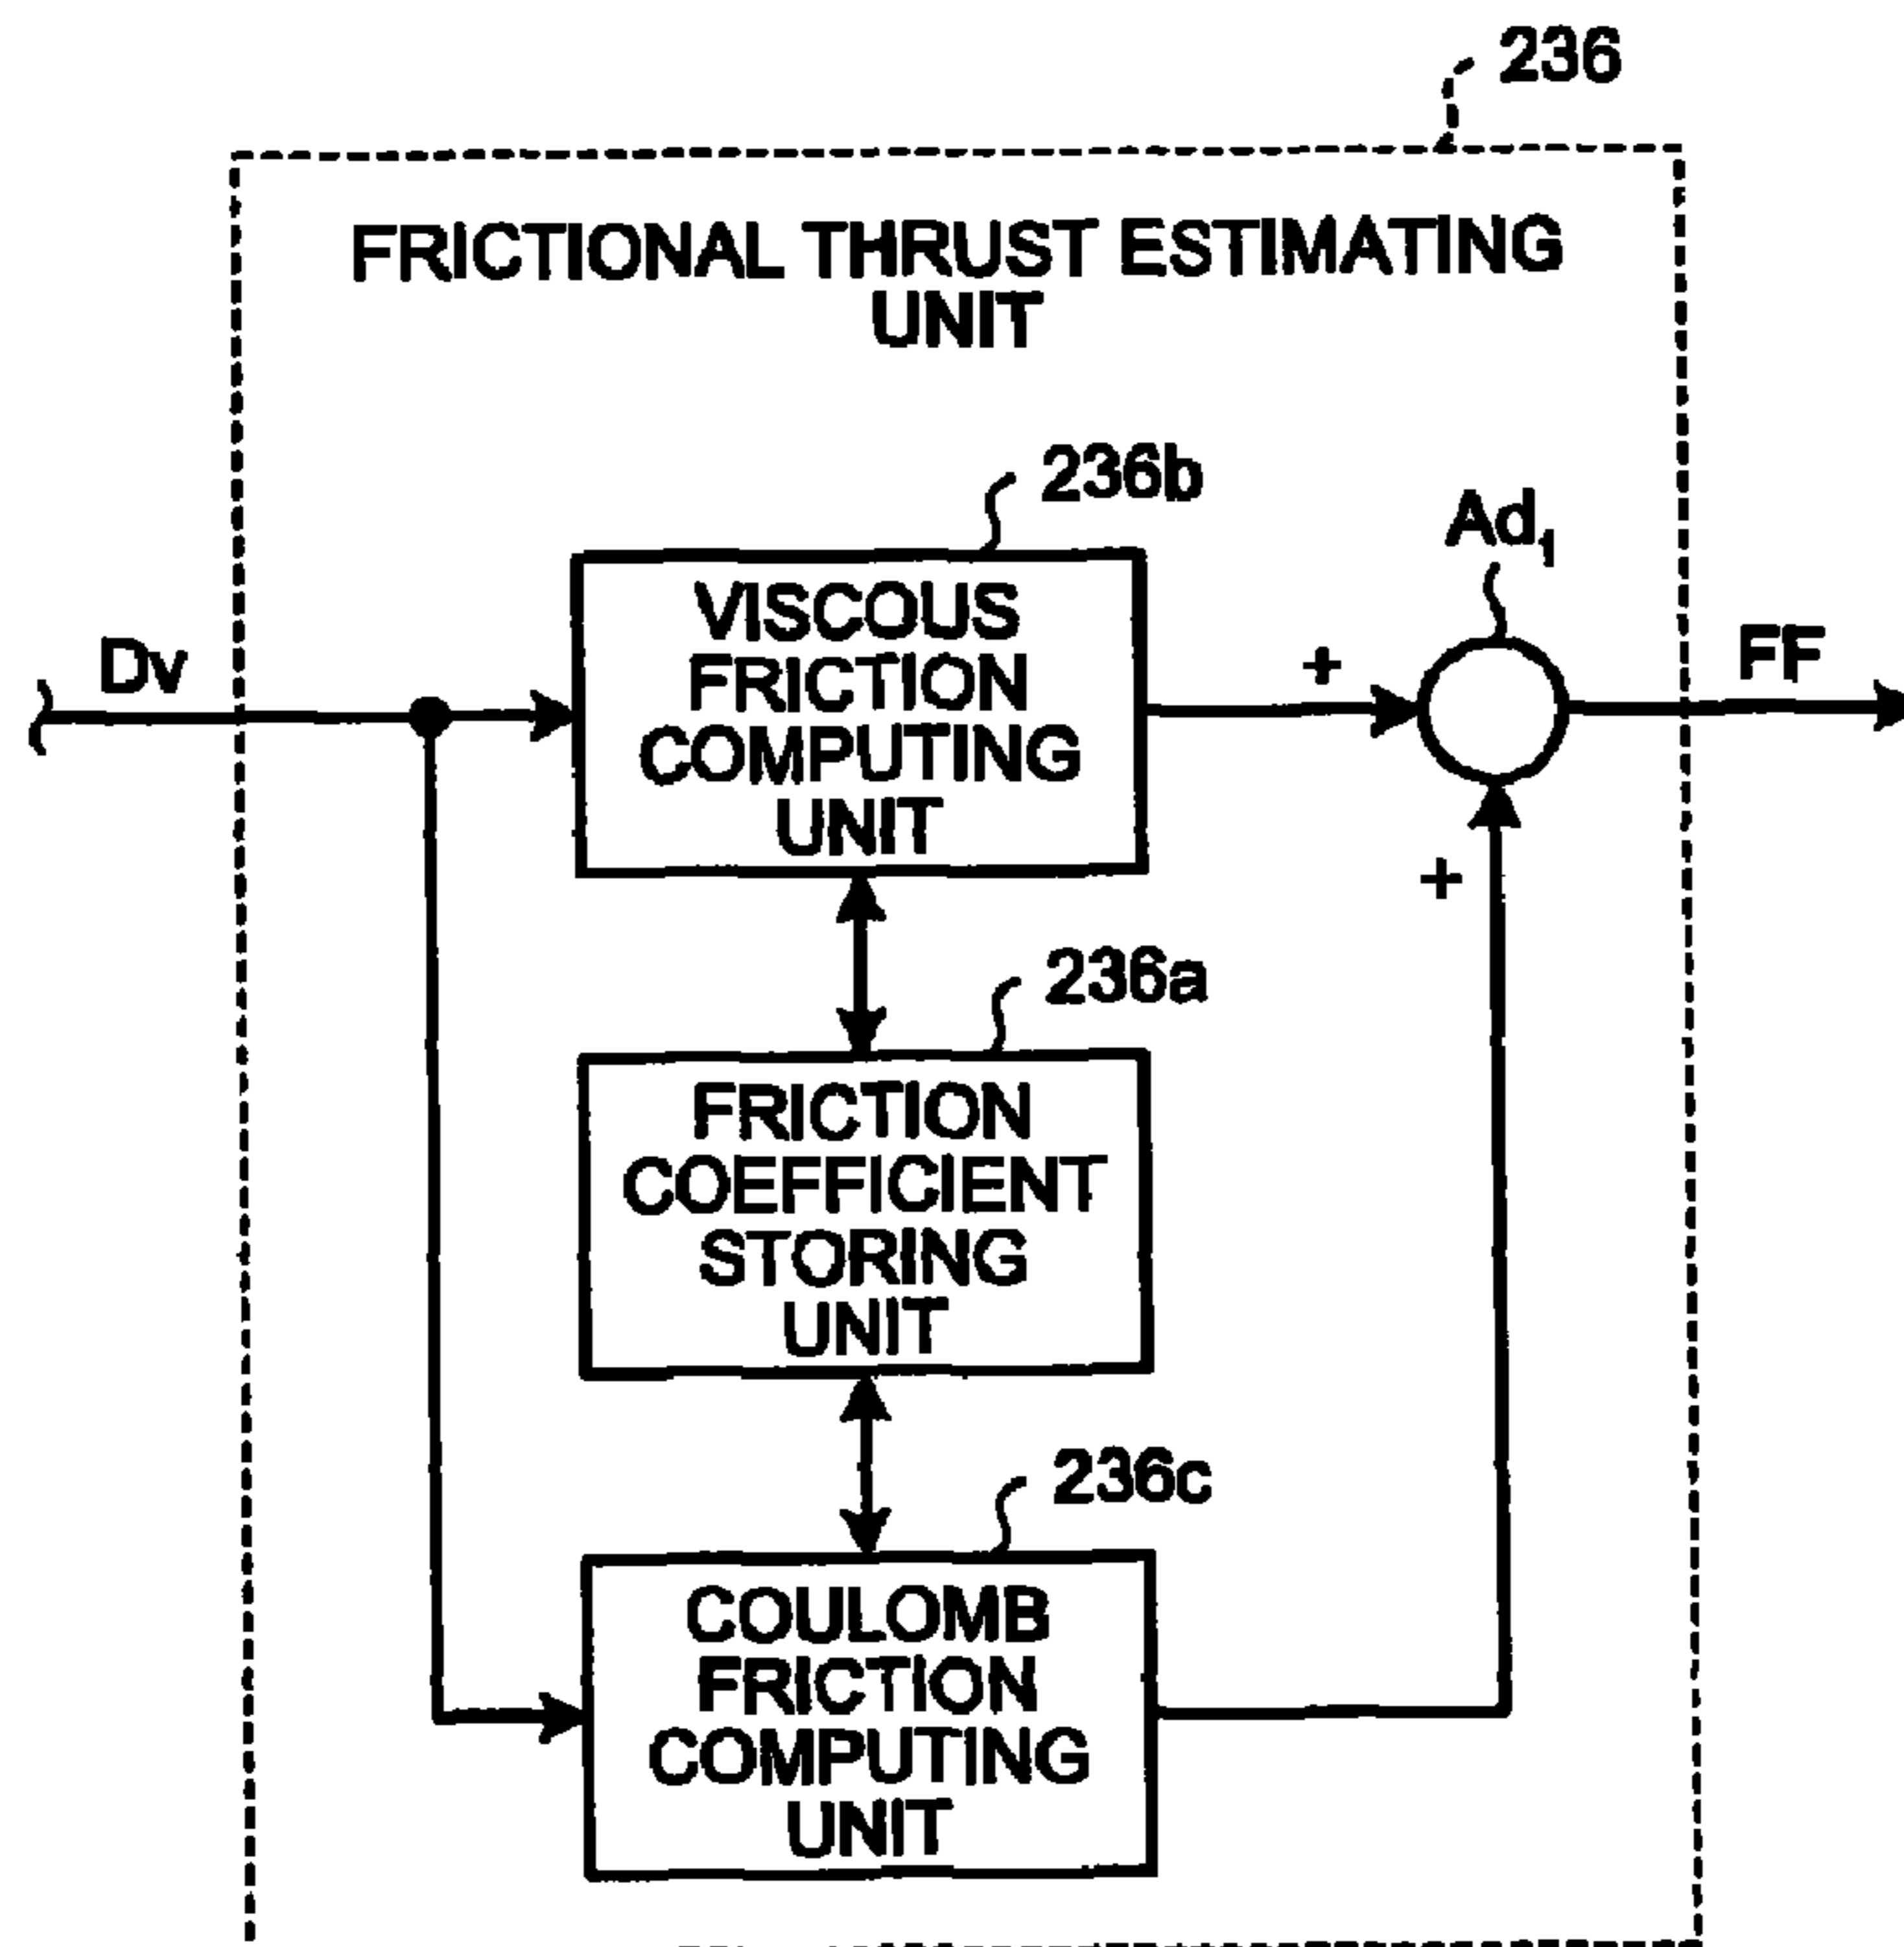 236
FRICTIONAL THRUST ESTIMATING
UNIT
236b
Ad1
VISCOUS
FRICTION
COMPUTING
UNIT
Dv
+
FF
+
236a
FRICTION
COEFFICIENT
STORING
UNIT
236c
COULOMB
FRICTION
COMPUTING
UNIT